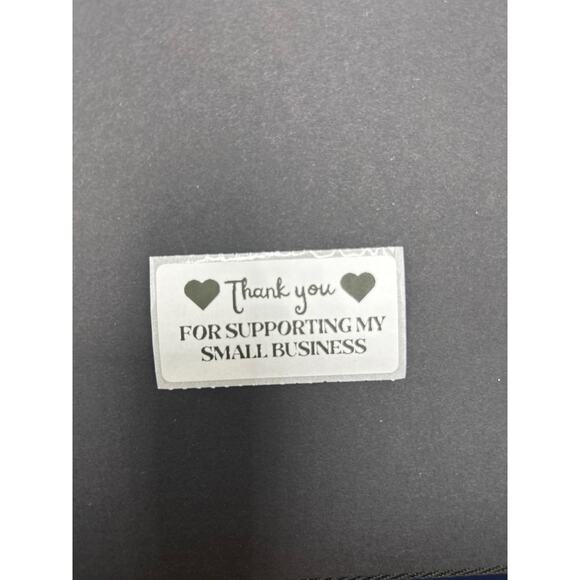 Thank you
FOR SUPPORTING MY
SMALL BUSINESS